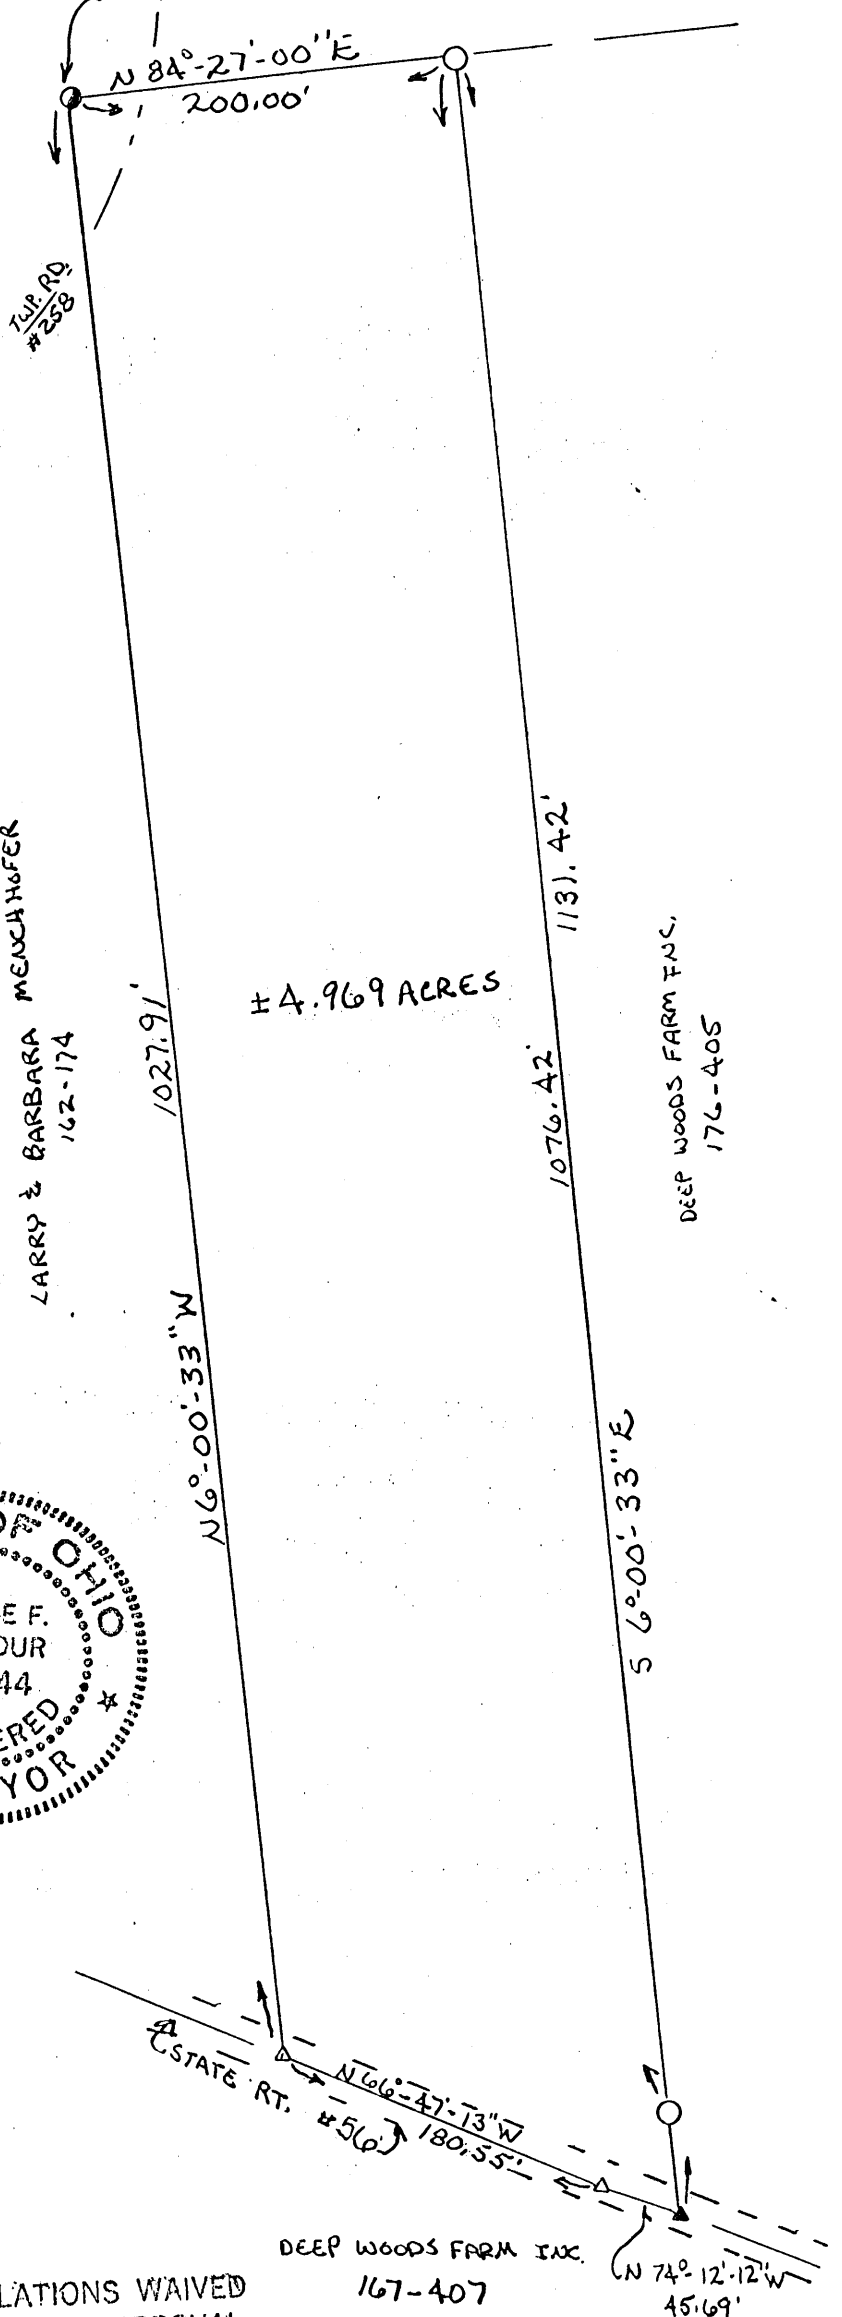 N 84°-27'-00"E
200.00'
TWP. RD.
#258
LARRY & BARBARA MENCHHOFER
162-174
1027.91'
N6°-00'-33"W
±4.969 ACRES
1131.42'
1076.42'
S 6°-00'-33"E
DEEP WOODS FARM INC.
176-405
OF OHIO
E F.
OUR
44
ERED
YOR
STATE RT. #56
N66°-47'-13"W
180.55'
DEEP WOODS FARM INC.
167-407
N 74°-12'-12"W
45.69'
LATIONS WAIVED